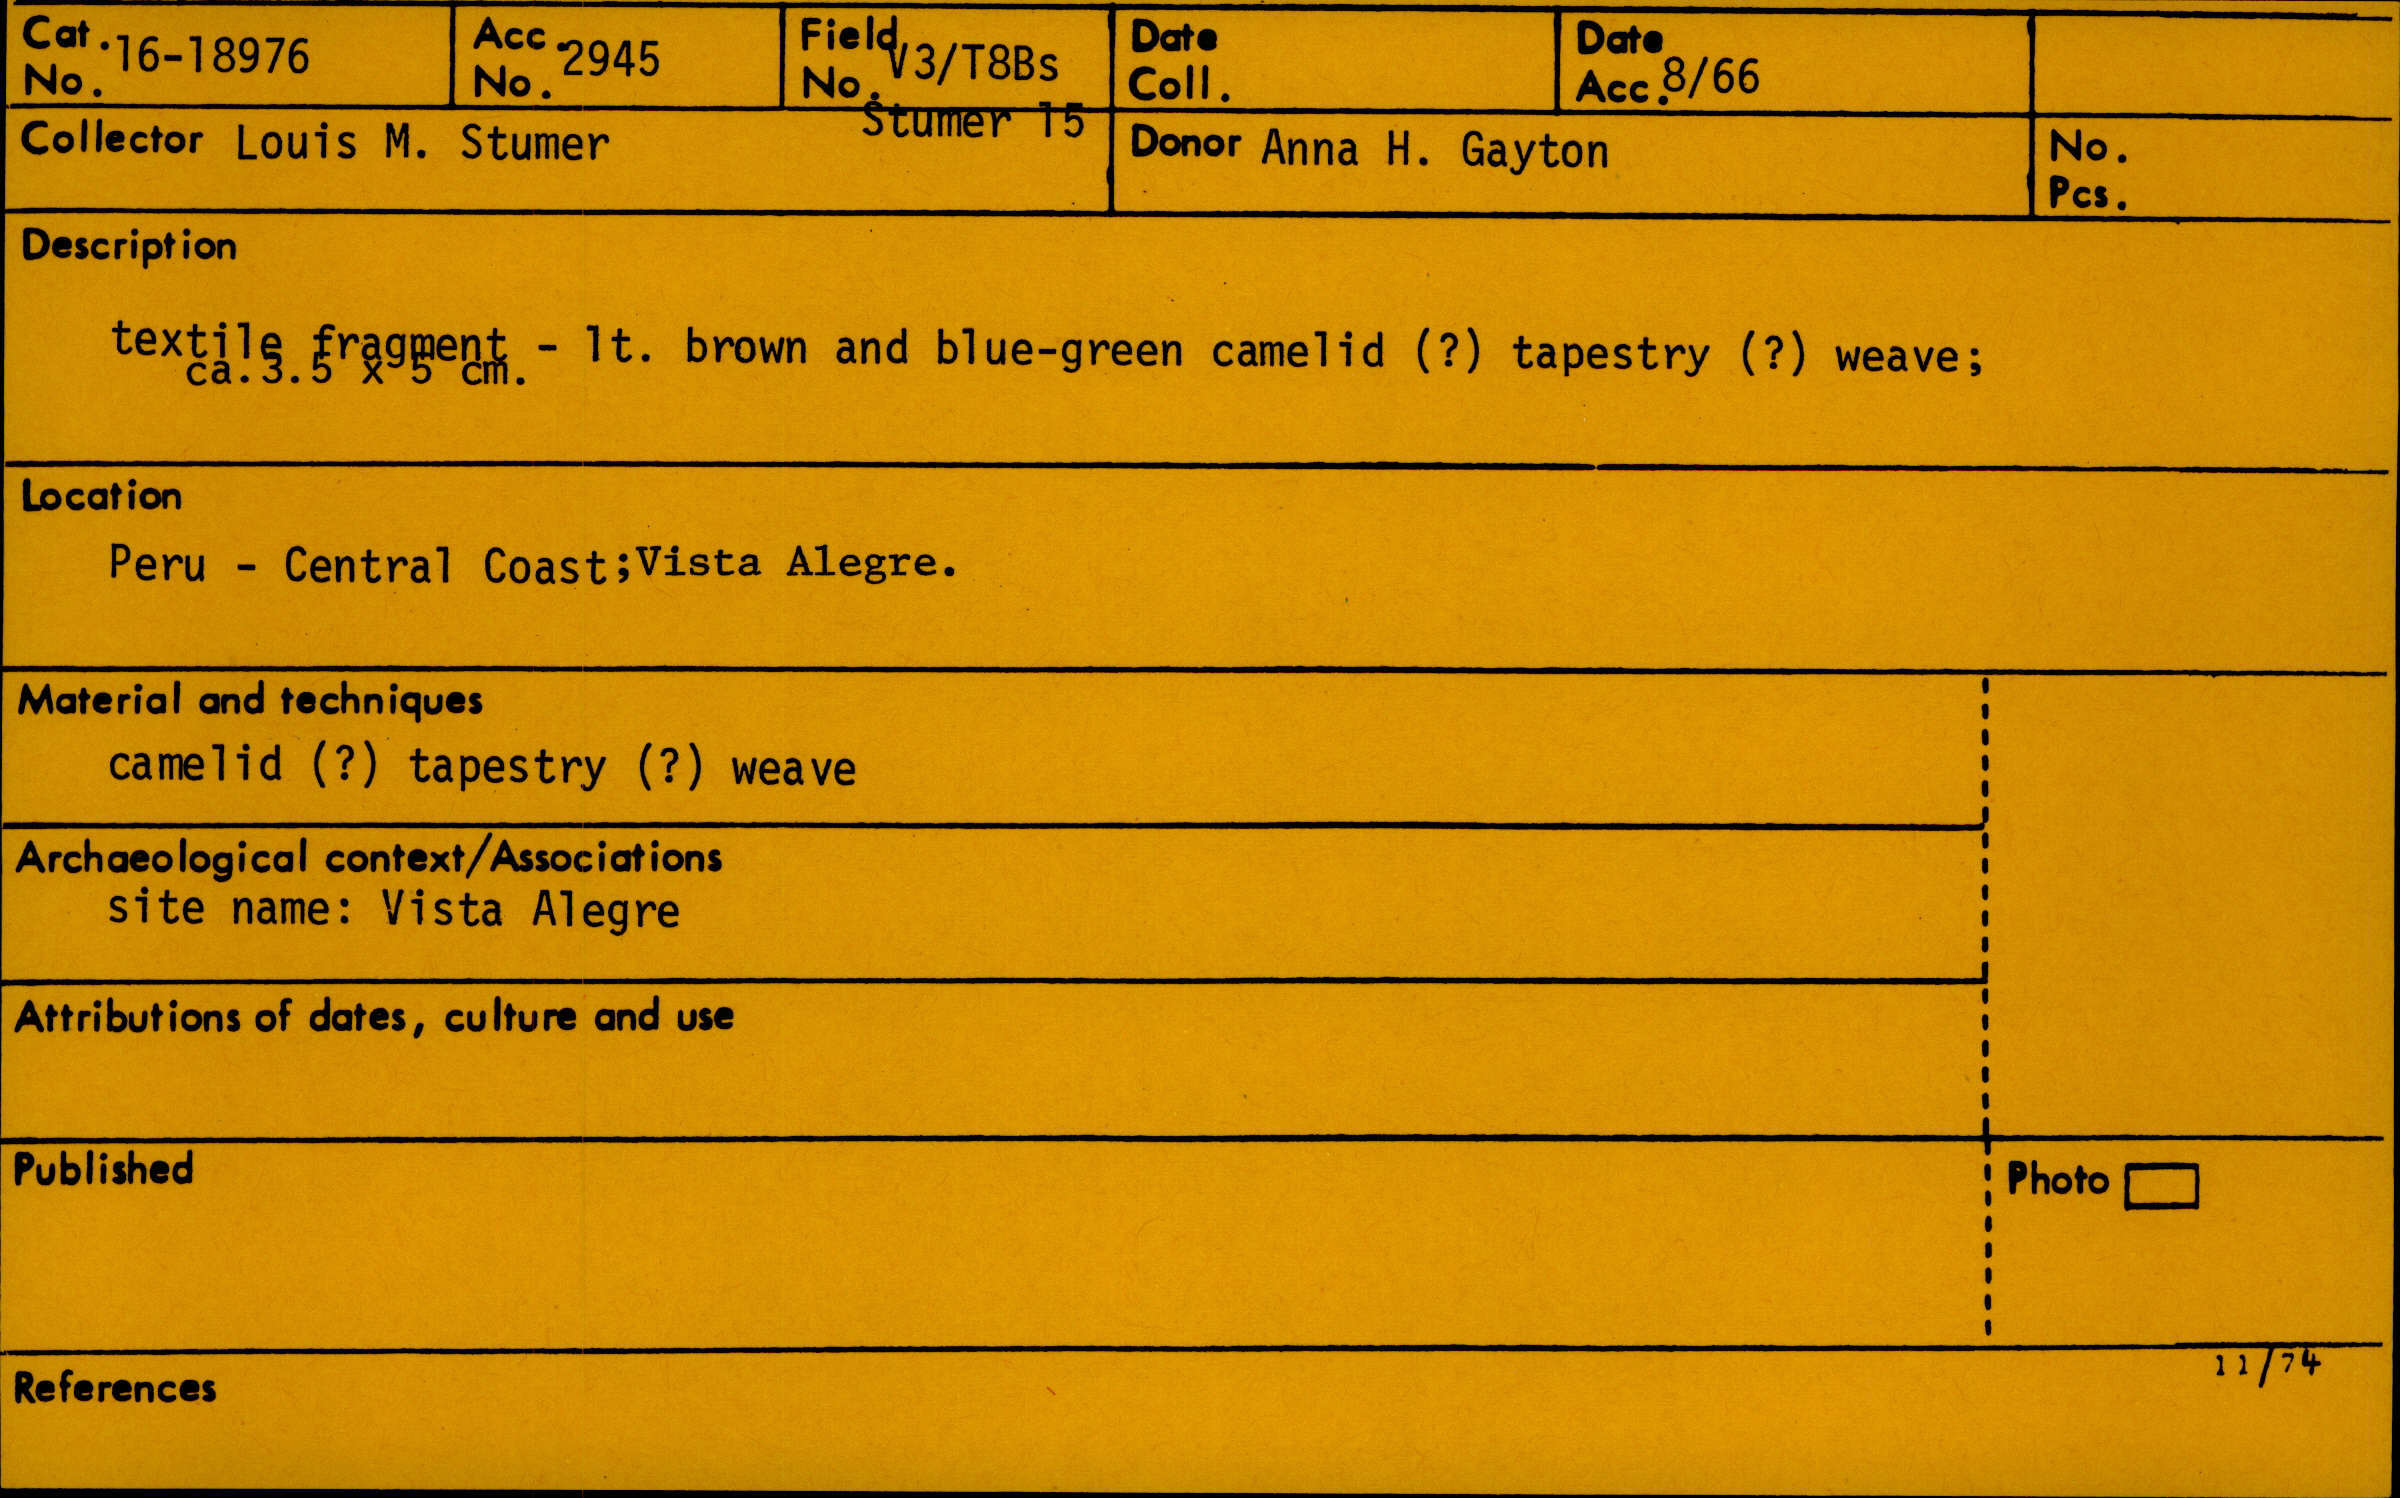 Cat. No. 16-18976
Acc. No. 2945
Field No. V3/T8Bs
Stumer 15
Date Coll.
Date Acc. 8/66
Collector Louis M. Stumer
Donor Anna H. Gayton
No. Pcs.
Description
textile fragment - lt. brown and blue-green camelid (?) tapestry (?) weave;
ca.3.5 x 5 cm.
Location
Peru - Central Coast;Vista Alegre.
Material and techniques
camelid (?) tapestry (?) weave
Archaeological context/Associations
site name: Vista Alegre
Attributions of dates, culture and use
Published
Photo
11/74
References